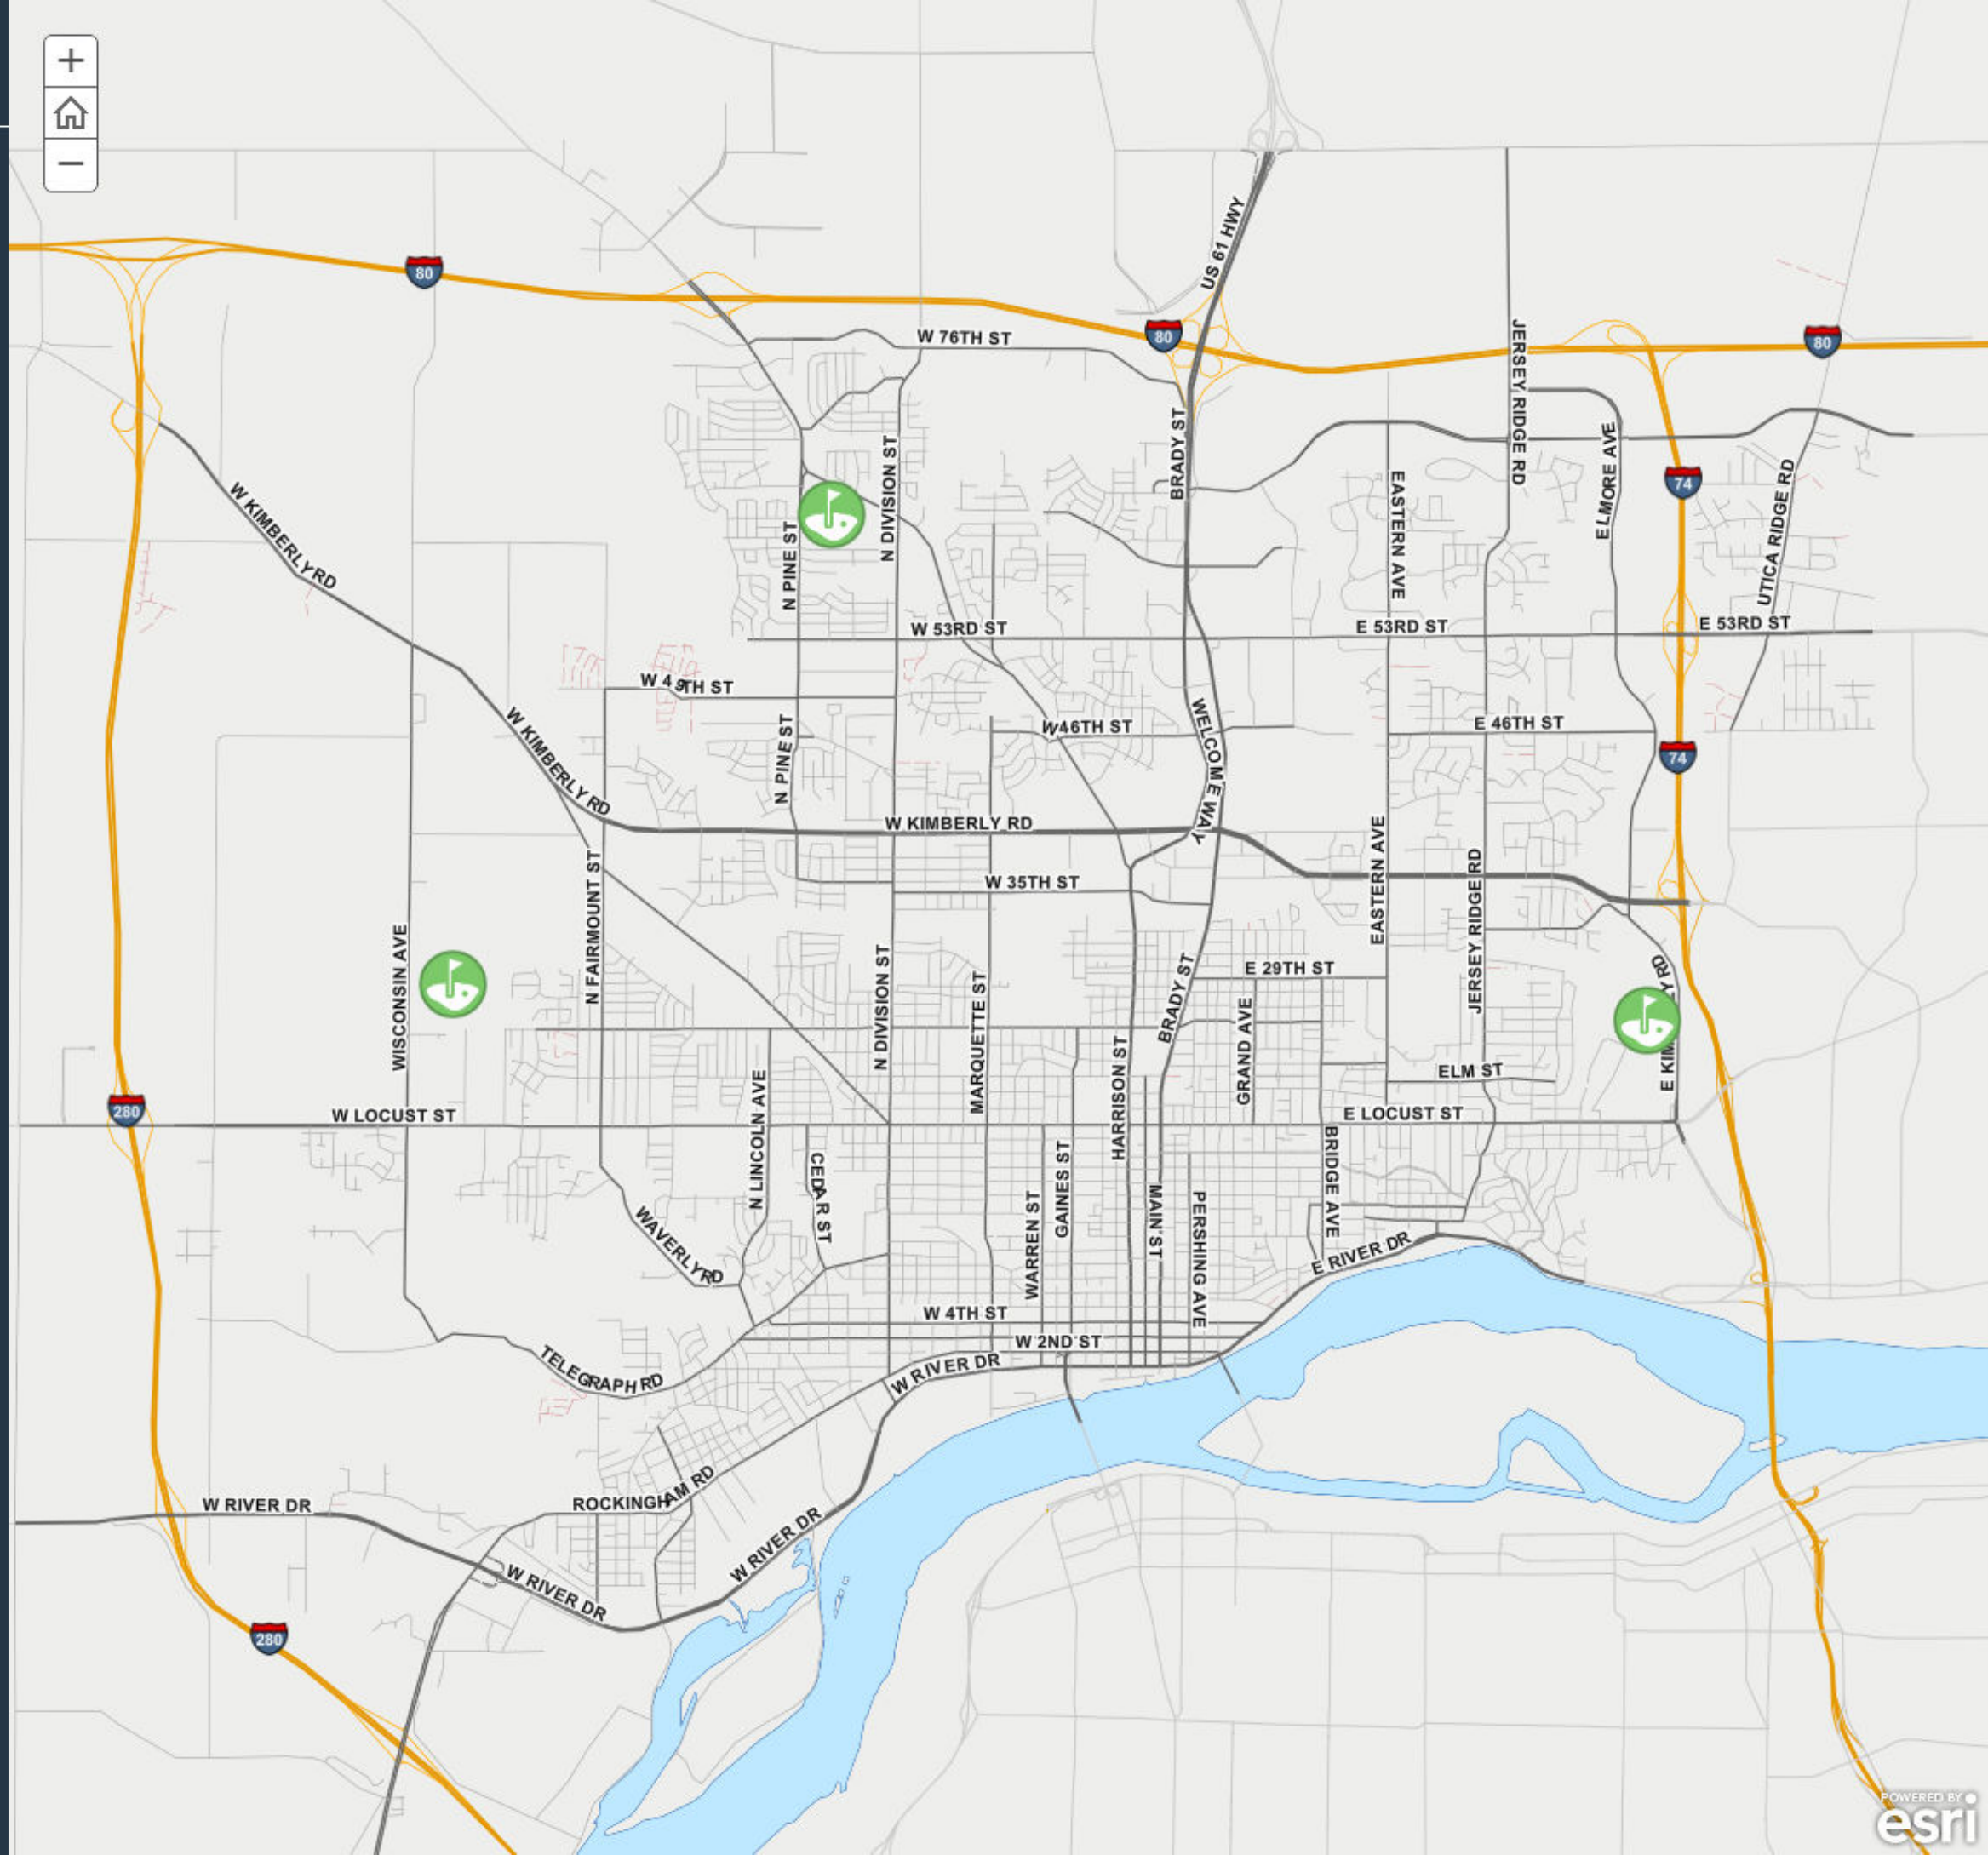 +
−
80
US 61 HWY
W 76TH ST
80
80
JERSEY RIDGE RD
BRADY ST
N DIVISION ST
ELMORE AVE
EASTERN AVE
74
UTICA RIDGE RD
W KIMBERLY RD
N PINE ST
W 53RD ST
E 53RD ST
E 53RD ST
W 49TH ST
W 46TH ST
E 46TH ST
WELCOME WAY
W KIMBERLY RD
N PINE ST
74
W KIMBERLY RD
EASTERN AVE
N FAIRMOUNT ST
JERSEY RIDGE RD
W 35TH ST
WISCONSIN AVE
N DIVISION ST
MARQUETTE ST
BRADY ST
E 29TH ST
GRAND AVE
E KIMBERLY RD
HARRISON ST
N LINCOLN AVE
ELM ST
280
W LOCUST ST
E LOCUST ST
CEDAR ST
GAINES ST
BRIDGE AVE
WAVERLY RD
WARREN ST
MAIN ST
PERSHING AVE
E RIVER DR
W 4TH ST
W 2ND ST
TELEGRAPH RD
W RIVER DR
W RIVER DR
ROCKINGHAM RD
W RIVER DR
W RIVER DR
280
POWERED BY
esri